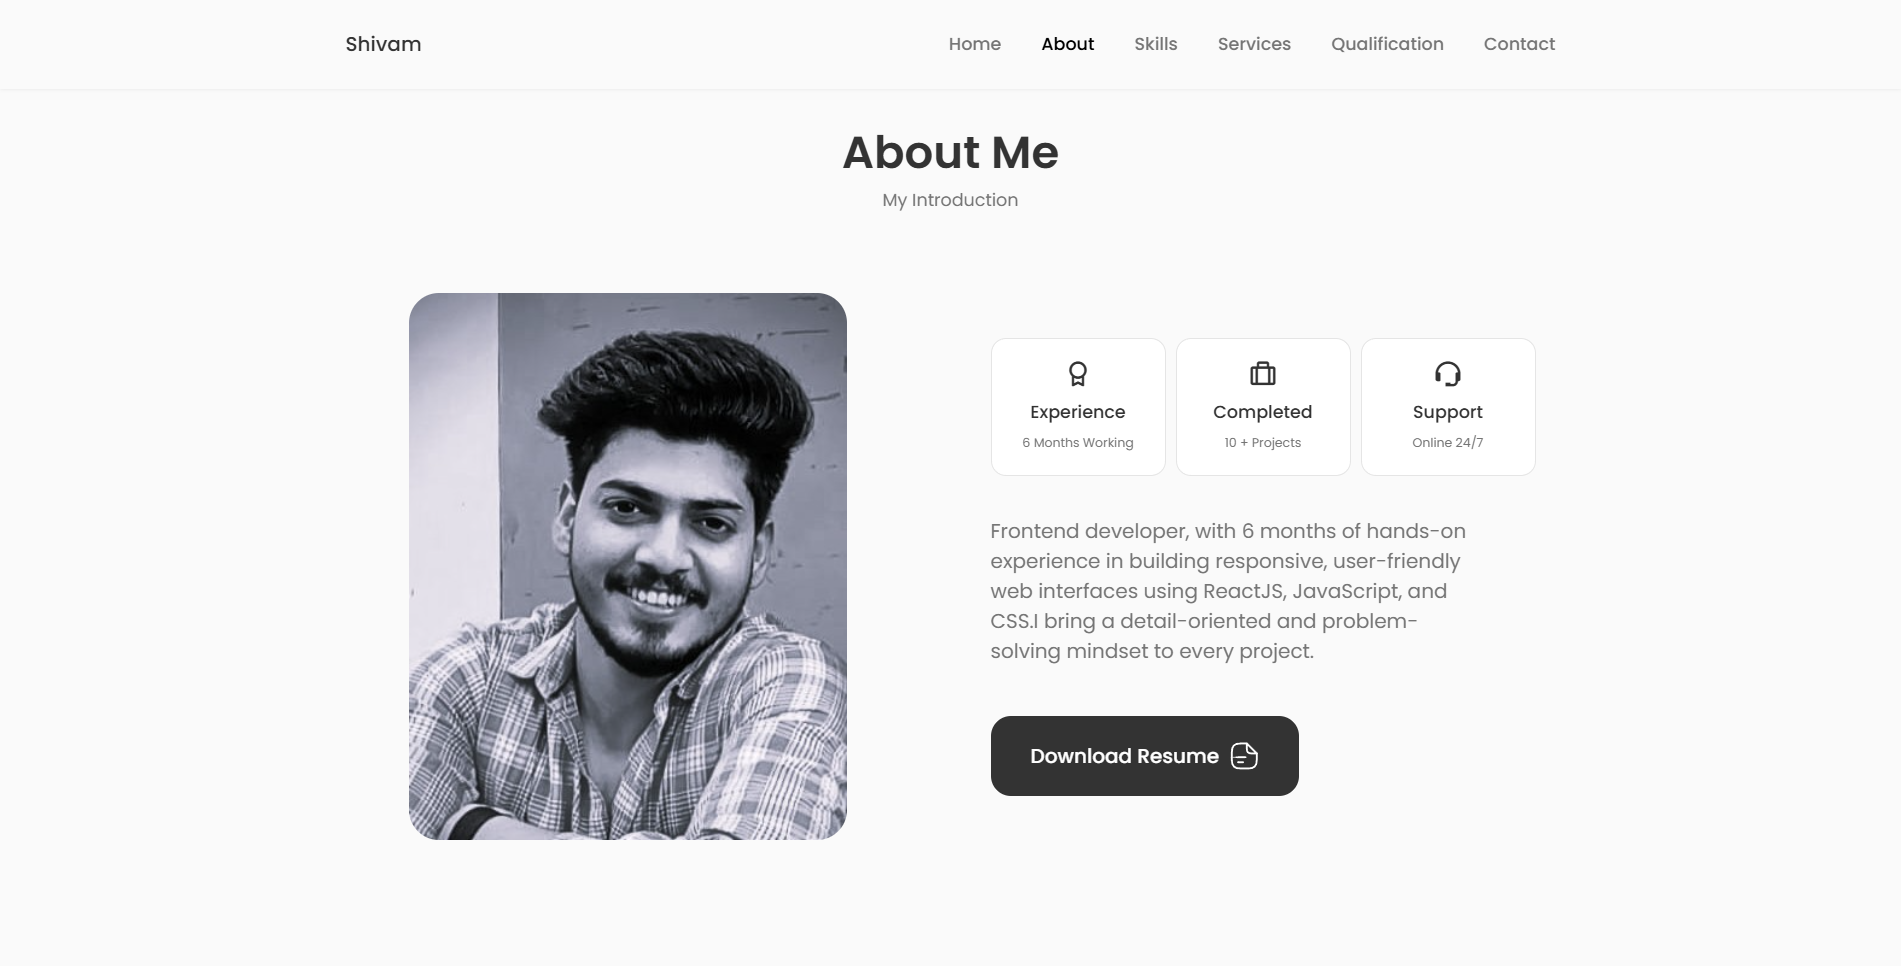 Shivam
Home About Skills Services Qualification Contact
About Me
My Introduction
Experience
6 Months Working
Completed
10 + Projects
Support
Online 24/7
Frontend developer, with 6 months of hands-on
experience in building responsive, user-friendly
web interfaces using ReactJS, JavaScript, and
CSS.I bring a detail-oriented and problem-
solving mindset to every project.
Download Resume